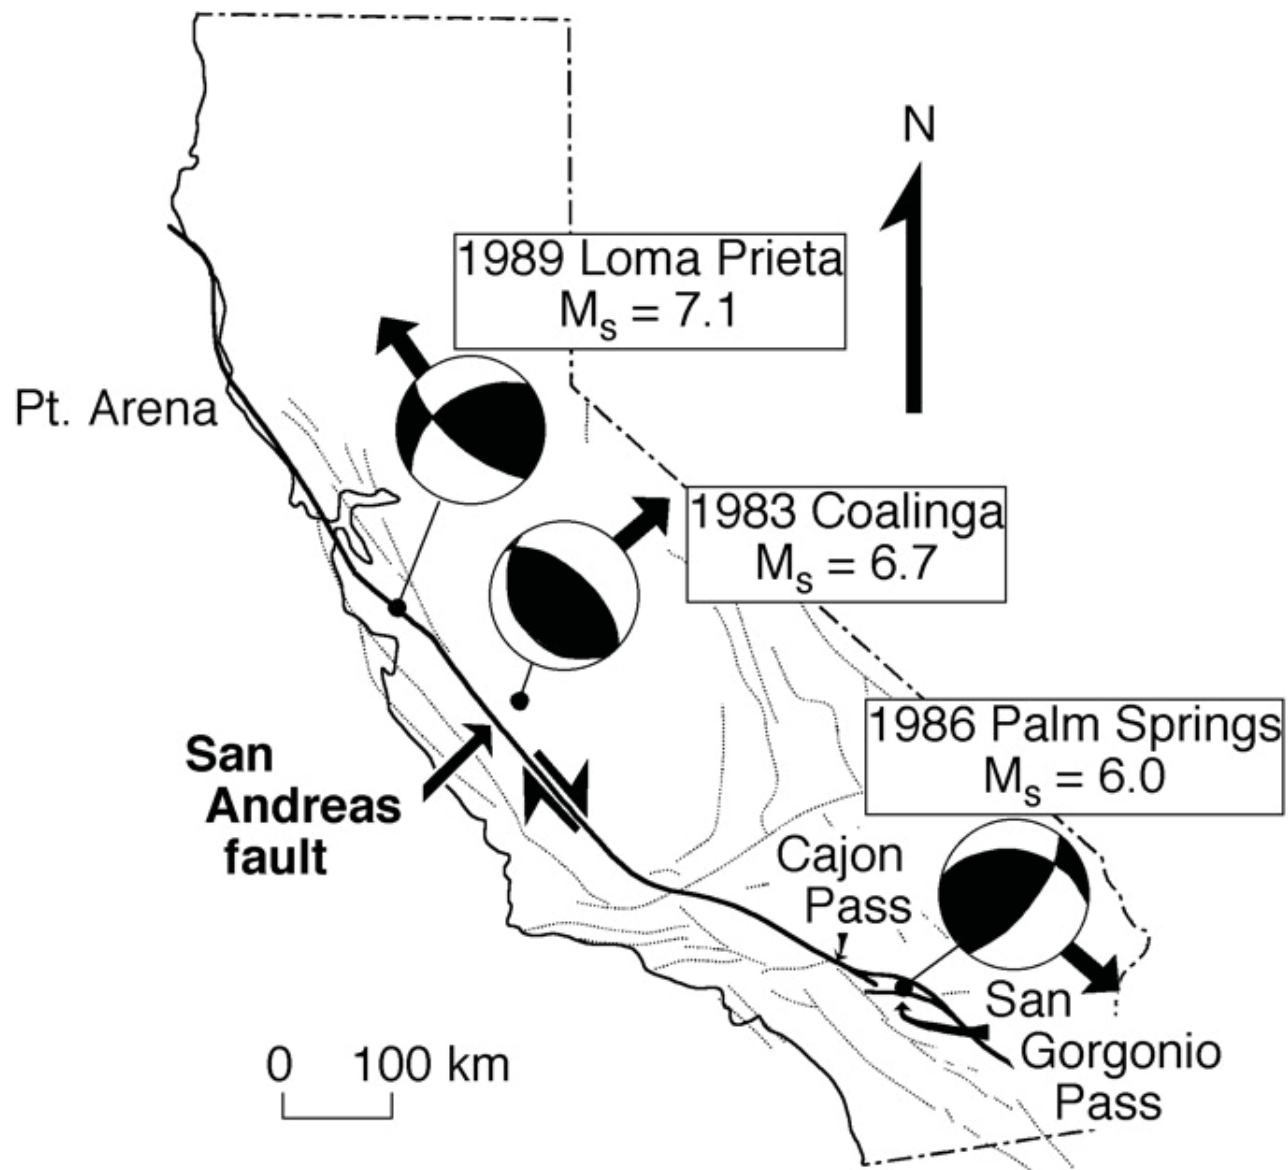 N
1989 Loma Prieta
Ms = 7.1
Pt. Arena
1983 Coalinga
Ms = 6.7
San
Andreas
fault
1986 Palm Springs
Ms = 6.0
Cajon
Pass
San
Gorgonio
Pass
0 100 km